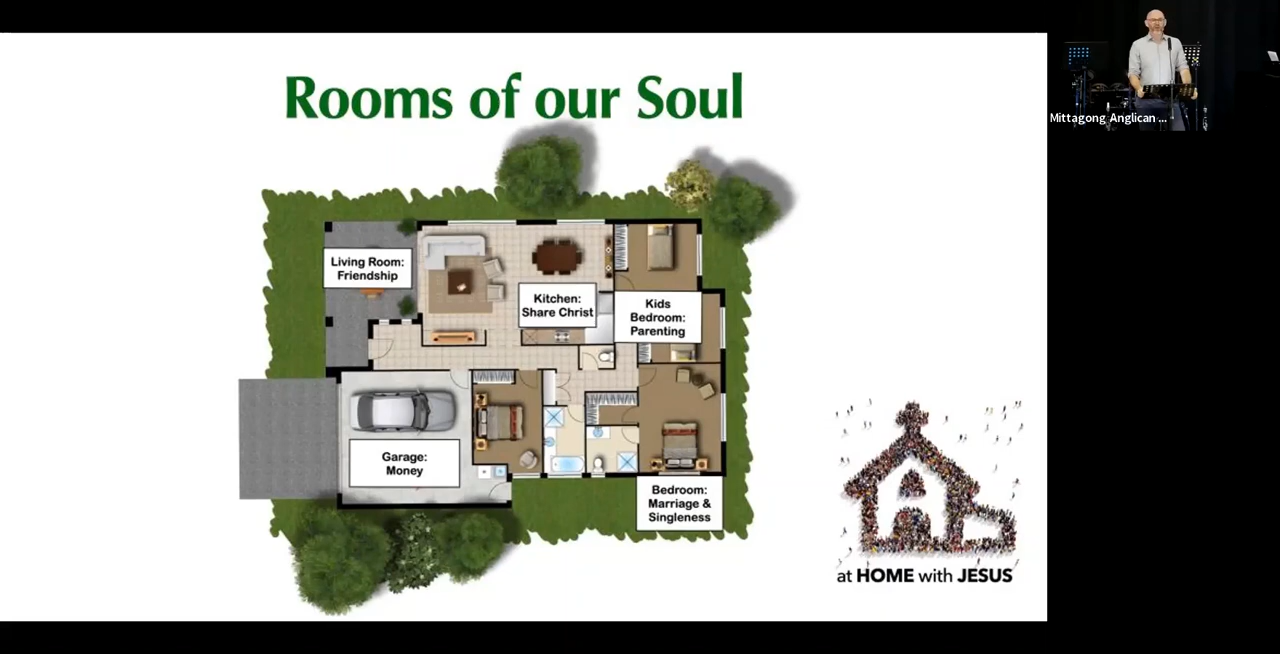 Rooms of our Soul
Mittagong Anglican ...
Living Room:
Friendship
Kitchen:
Share Christ
Kids
Bedroom:
Parenting
Garage:
Money
Bedroom:
Marriage &
Singleness
at HOME with JESUS